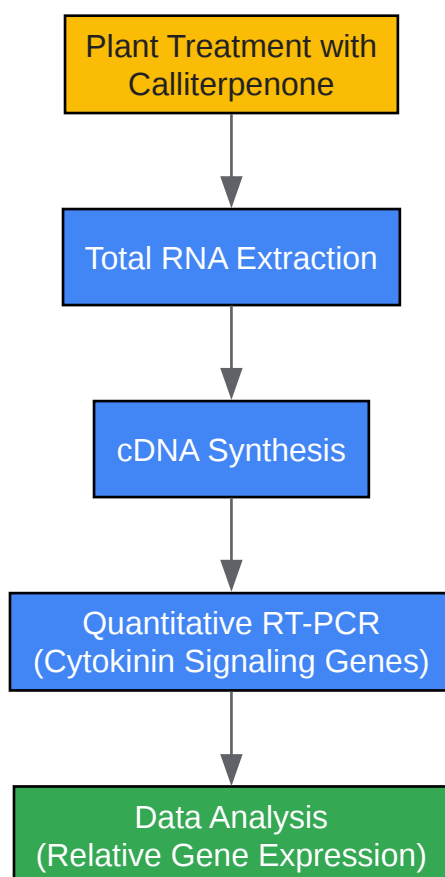 Plant Treatment with
Calliterpenone
Total RNA Extraction
cDNA Synthesis
Quantitative RT-PCR
(Cytokinin Signaling Genes)
Data Analysis
(Relative Gene Expression)